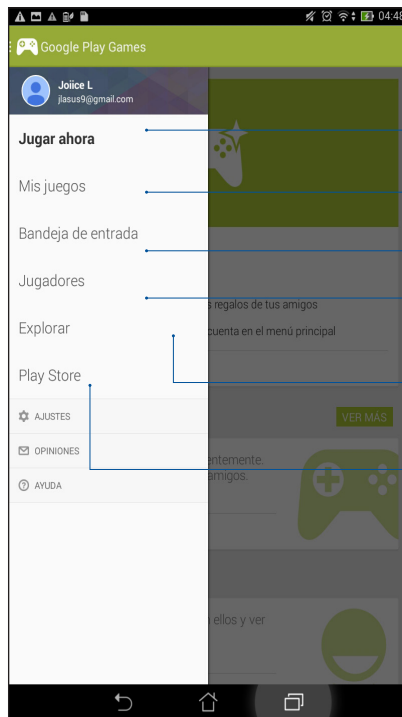 04:48
Google Play Games
Joiice L
jlasus9@gmail.com
Jugar ahora
Mis juegos
Bandeja de entrada
Jugadores
s regalos de tus amigos
Explorar
cuenta en el menú principal
Play Store
AJUSTES
VER MÁS
OPINIONES
entemente.
amigos.
AYUDA
ellos y ver